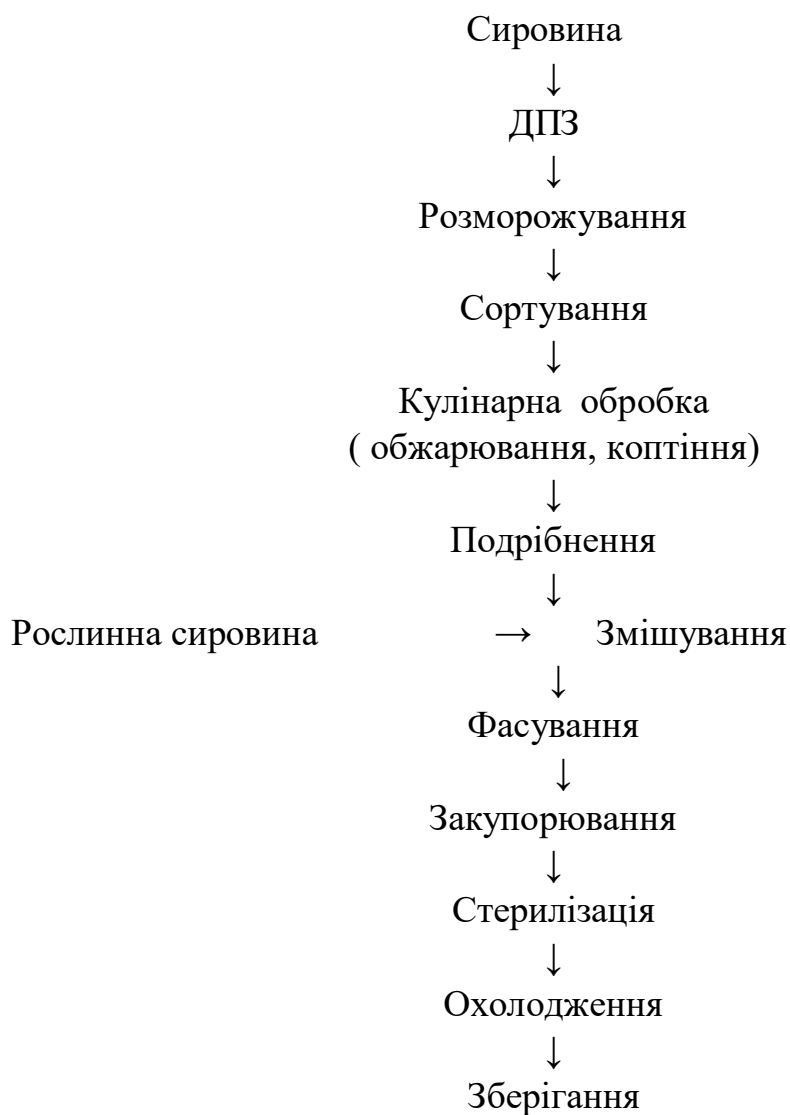 Сировина
↓
ДПЗ
↓
Розморожування
↓
Сортування
↓
Кулінарна обробка
( обжарювання, коптіння)
↓
Подрібнення
↓
Рослинна сировина → Змішування
↓
Фасування
↓
Закупорювання
↓
Стерилізація
↓
Охолодження
↓
Зберігання